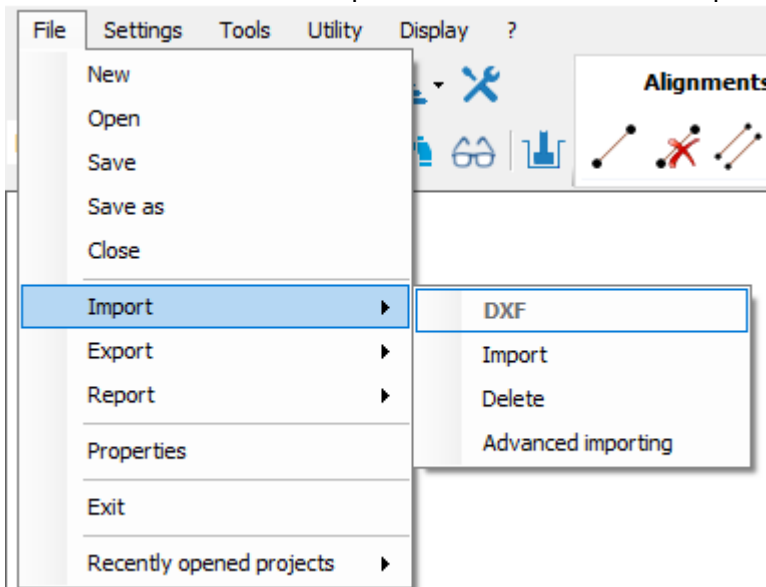 File Settings Tools Utility Display ?
New
Alignments
Open
Save
Save as
Close
Import
DXF
Export
Import
Report
Delete
Properties
Advanced importing
Exit
Recently opened projects